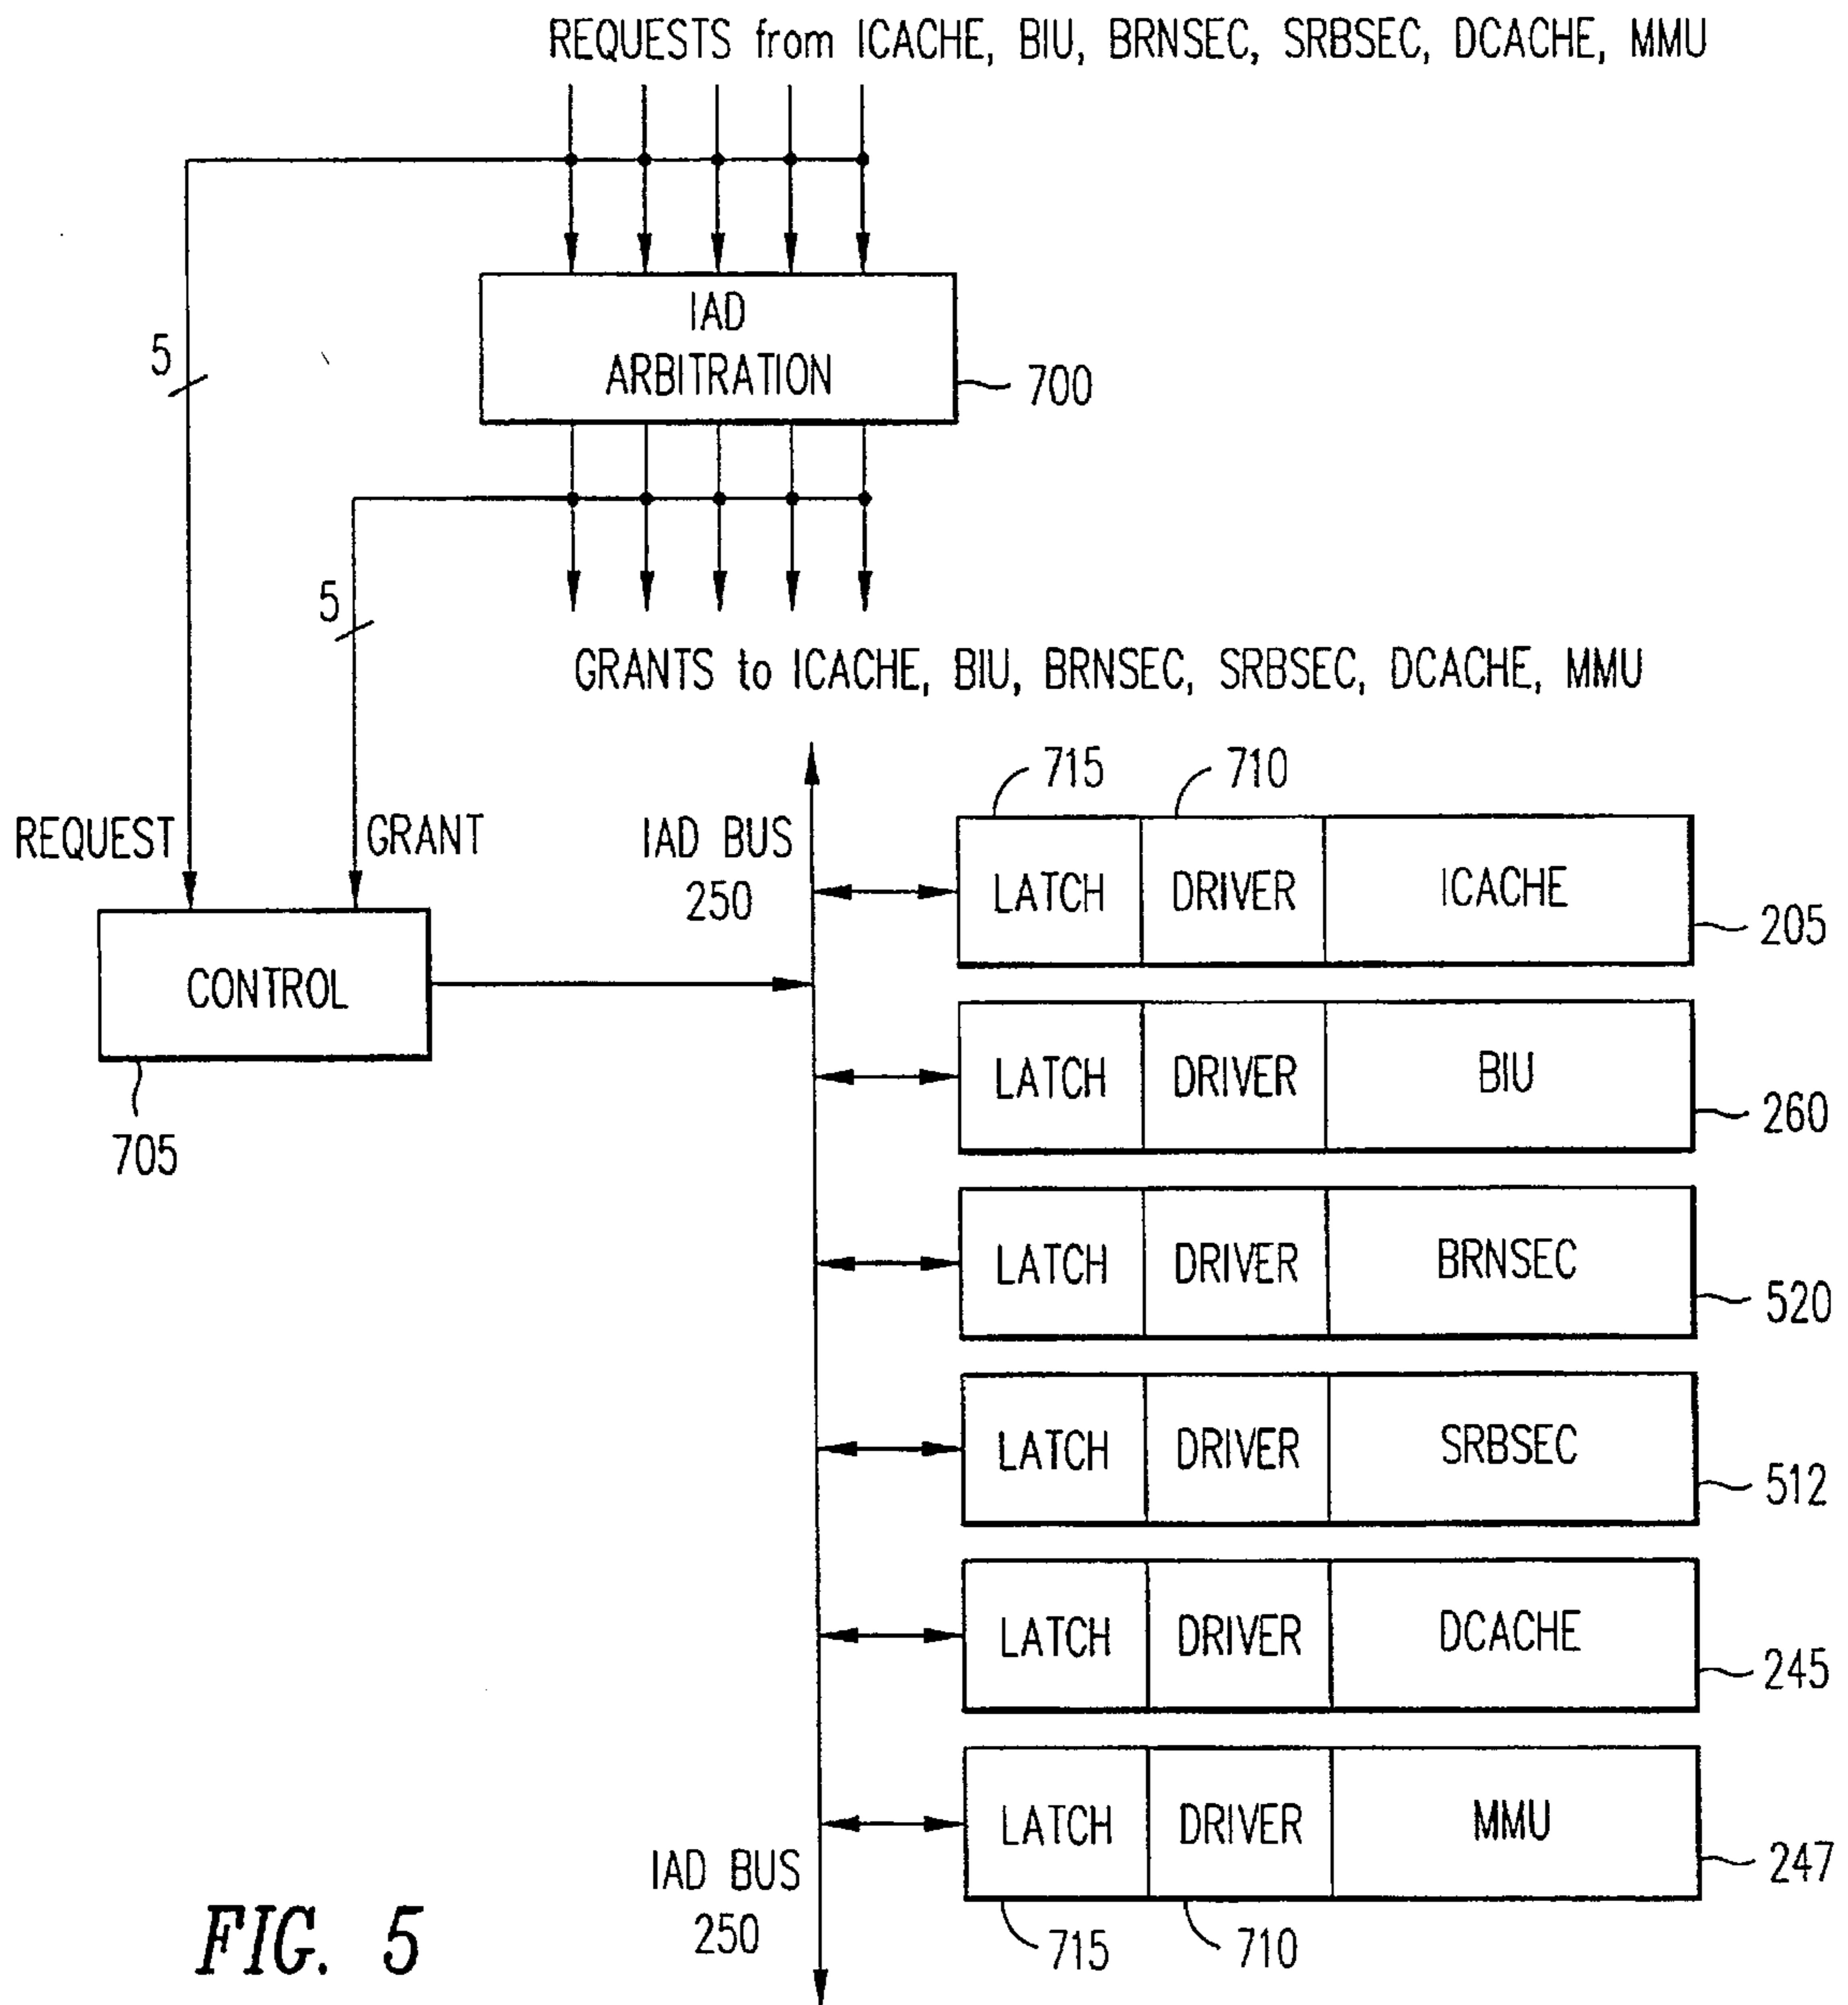 REQUESTS from ICACHE, BIU, BRNSEC, SRBSEC, DCACHE, MMU
IAD
ARBITRATION
700
5
5
GRANTS to ICACHE, BIU, BRNSEC, SRBSEC, DCACHE, MMU
REQUEST
GRANT
CONTROL
705
IAD BUS
250
715
710
LATCH DRIVER ICACHE
205
LATCH DRIVER BIU
260
LATCH DRIVER BRNSEC
520
LATCH DRIVER SRBSEC
512
LATCH DRIVER DCACHE
245
LATCH DRIVER MMU
247
IAD BUS
250
715
710
FIG. 5